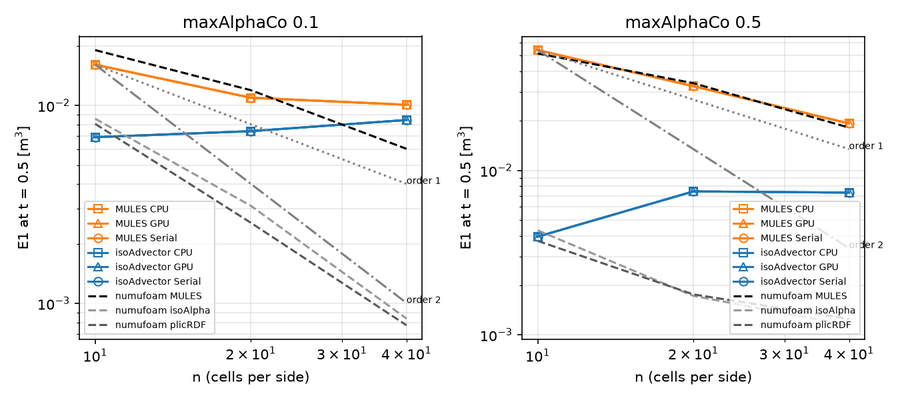 maxAlphaCo 0.1
E1 at t = 0.5 [m³]
10⁻²
10⁻³
order 1
order 2
MULES CPU
MULES GPU
MULES Serial
isoAdvector CPU
isoAdvector GPU
isoAdvector Serial
numufoam MULES
numufoam isoAlpha
numufoam plicRDF
10¹
2 × 10¹
3 × 10¹
4 × 10¹
n (cells per side)
maxAlphaCo 0.5
E1 at t = 0.5 [m³]
10⁻²
10⁻³
order 1
order 2
MULES CPU
MULES GPU
MULES Serial
isoAdvector CPU
isoAdvector GPU
isoAdvector Serial
numufoam MULES
numufoam isoAlpha
numufoam plicRDF
10¹
2 × 10¹
3 × 10¹
4 × 10¹
n (cells per side)